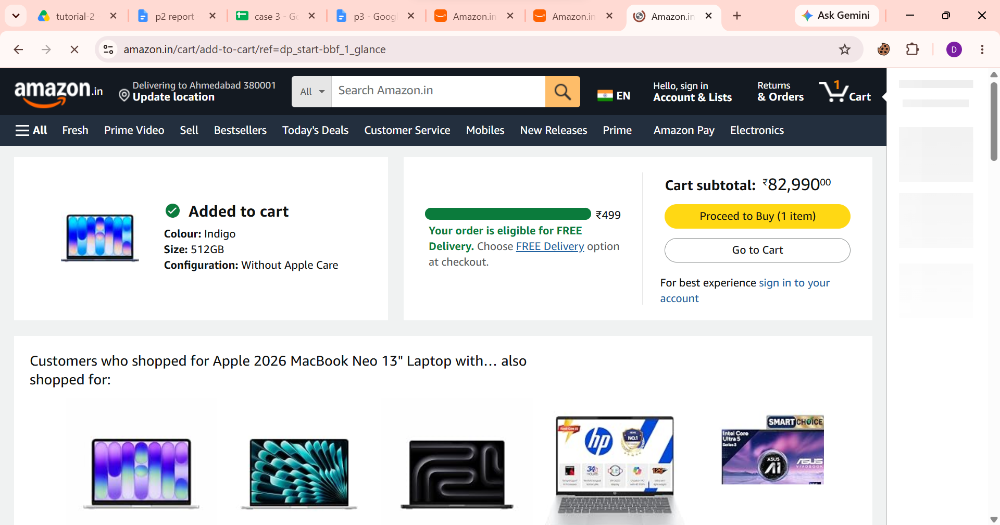 tutorial-2 -
p2 report -
case 3 - Go
p3 - Goog
Amazon.in
Amazon.in
Amazon.in
Ask Gemini
amazon.in/cart/add-to-cart/ref=dp_start-bbf_1_glance
D
amazon.in
Delivering to Ahmedabad 380001
Update location
All
Search Amazon.in
EN
Hello, sign in
Account & Lists
Returns
& Orders
1
Cart
All
Fresh
Prime Video
Sell
Bestsellers
Today's Deals
Customer Service
Mobiles
New Releases
Prime
Amazon Pay
Electronics
Added to cart
Colour: Indigo
Size: 512GB
Configuration: Without Apple Care
₹499
Your order is eligible for FREE
Delivery. Choose FREE Delivery option
at checkout.
Cart subtotal: ₹82,99000
Proceed to Buy (1 item)
Go to Cart
For best experience sign in to your
account
Customers who shopped for Apple 2026 MacBook Neo 13" Laptop with… also
shopped for:
hp
NO.1
34
HOURS
SMARTCHOICE
Intel Core
Ultra 5
Series 2
ASUS
AI
ASUS
VIVOBOOK
intel